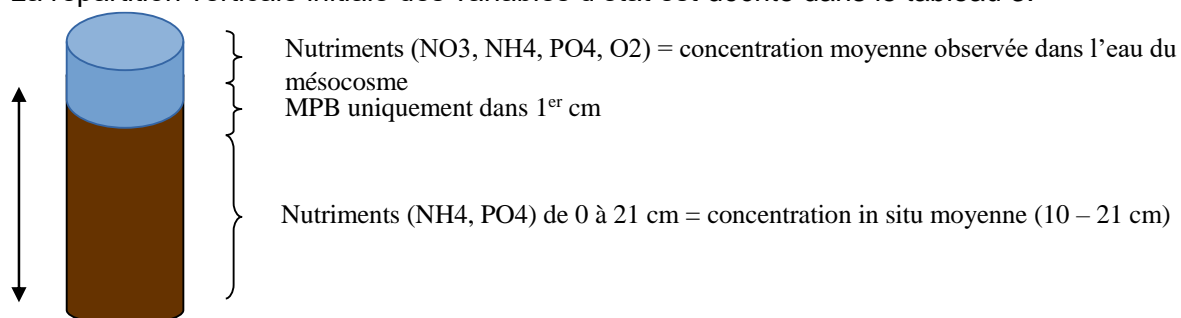 La répartition verticale initiale des variables d'état est décrite dans le tableau
Nutriments (NO3, NH4, PO4, O2) = concentration moyenne observée dans l'eau du
mésocosme
MPB uniquement dans 1er cm
Nutriments (NH4, PO4) de 0 à 21 cm = concentration in situ moyenne (10 – 21 cm)